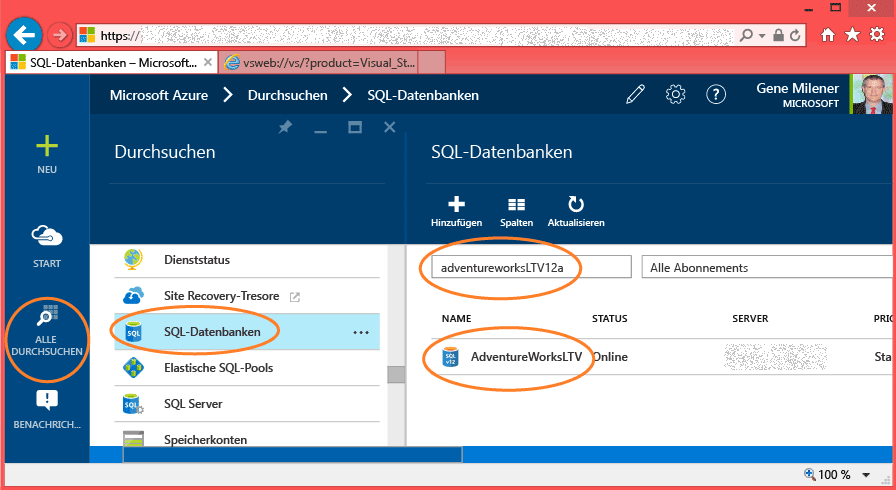 https://
SQL-Datenbanken – Microsoft...
vsweb://vs/?product=Visual_St...
Microsoft Azure
Durchsuchen
SQL-Datenbanken
Gene Milener
MICROSOFT
NEU
START
ALLE
DURCHSUCHEN
BENACHRICH...
Durchsuchen
Dienststatus
Site Recovery-Tresore
SQL-Datenbanken
Elastische SQL-Pools
SQL Server
Speicherkonten
SQL-Datenbanken
Hinzufügen
Spalten
Aktualisieren
adventureworksLTV12a
Alle Abonnements
NAME
STATUS
SERVER
PRI
AdventureWorksLTV
Online
Sta
100 %